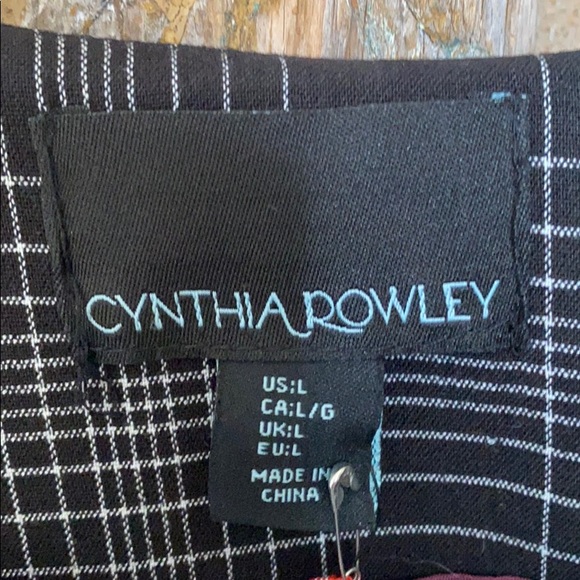 CYNTHIA ROWLEY
US:L
CA:L/G
UK:L
EU:L
MADE IN
CHINA